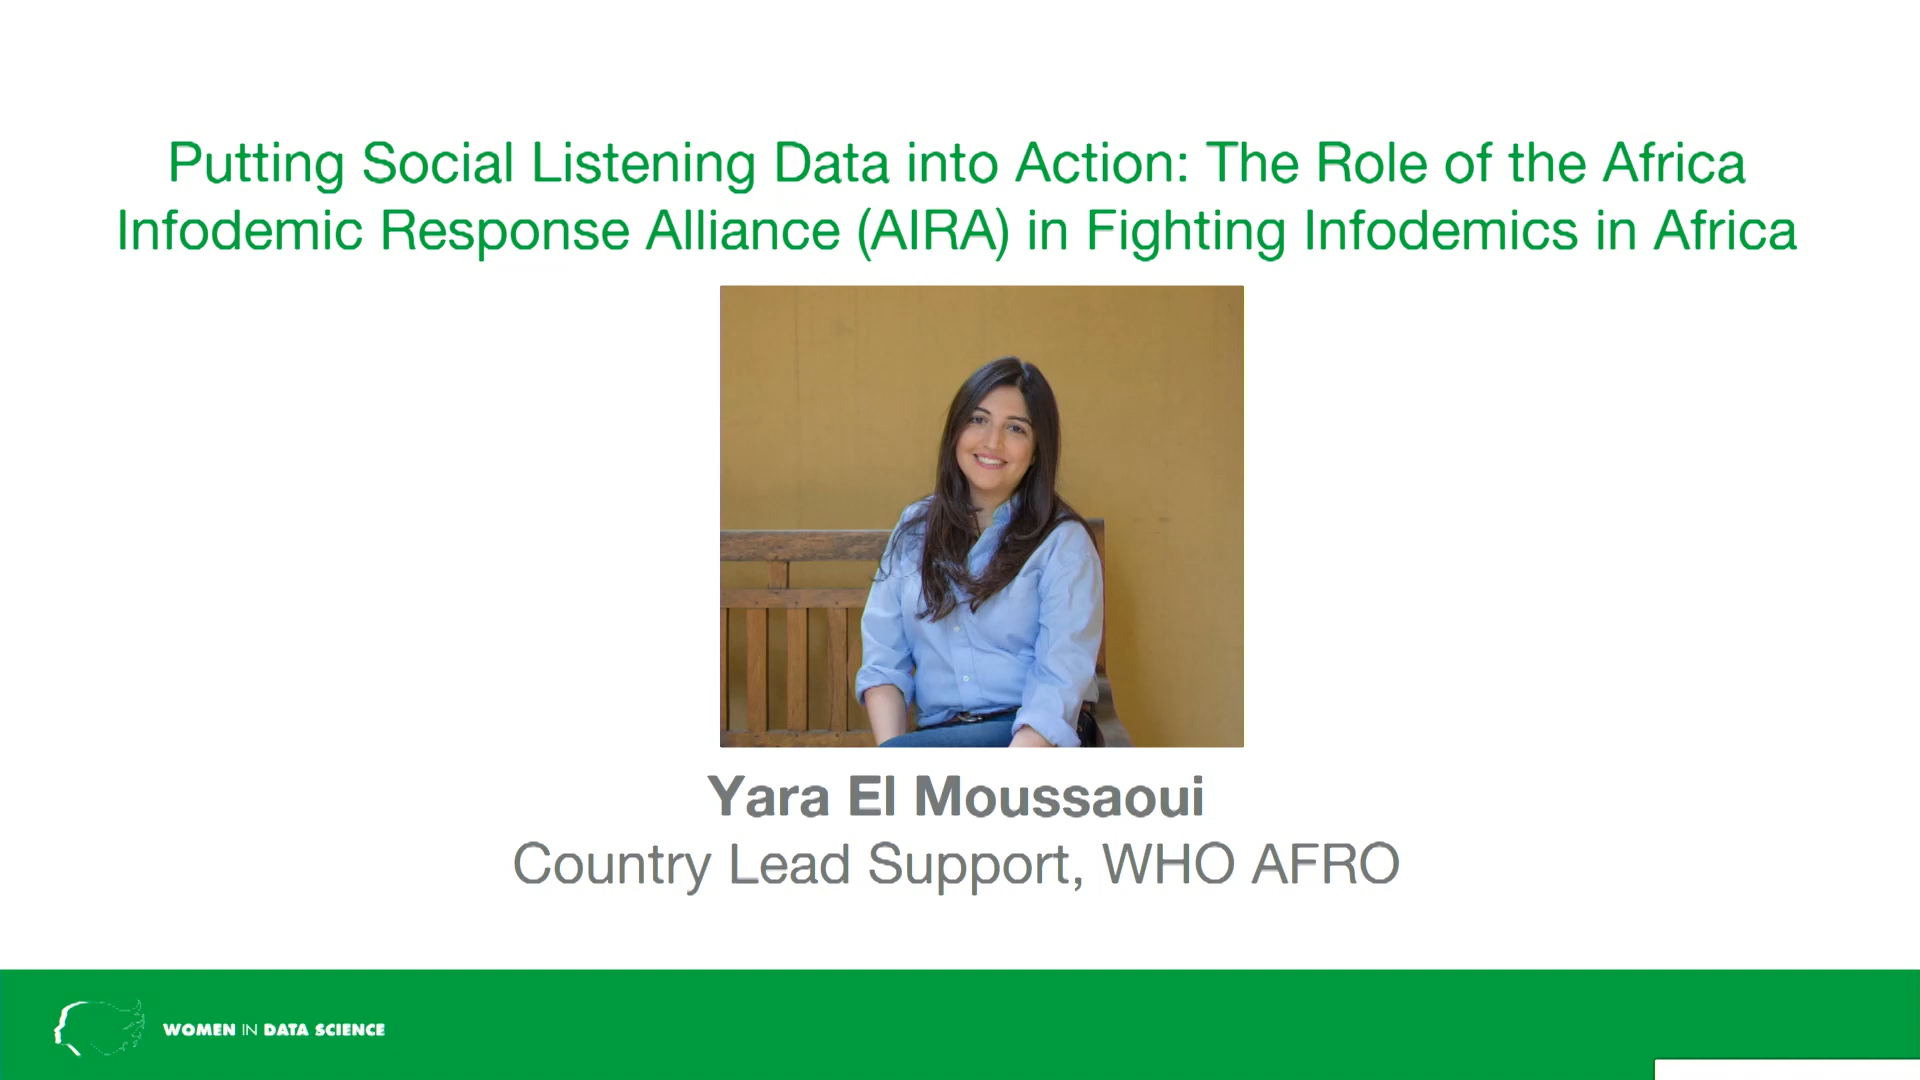 Putting Social Listening Data into Action: The Role of the Africa
Infodemic Response Alliance (AIRA) in Fighting Infodemics in Africa
Yara El Moussaoui
Country Lead Support, WHO AFRO
WOMEN IN DATA SCIENCE